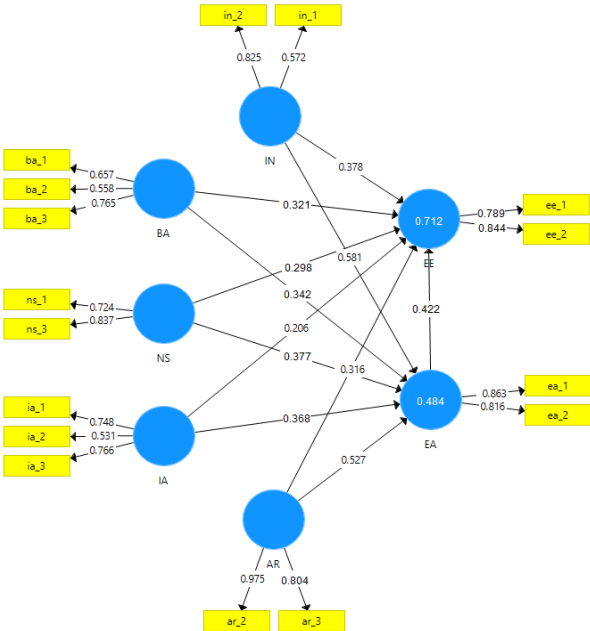 in_2 in_1
0.825 0.572
IN
ba_1 0.657
ba_2 0.558
ba_3 0.765
BA
0.378
0.321
0.712
EE
0.789 ee_1
0.844 ee_2
0.298
0.581
0.342
ns_1 0.724
ns_3 0.837
NS
0.206
0.422
0.377
0.316
0.484
EA
0.863 ea_1
0.816 ea_2
ia_1 0.748
ia_2 0.531
ia_3 0.766
IA
0.368
0.527
AR
0.975 0.804
ar_2 ar_3